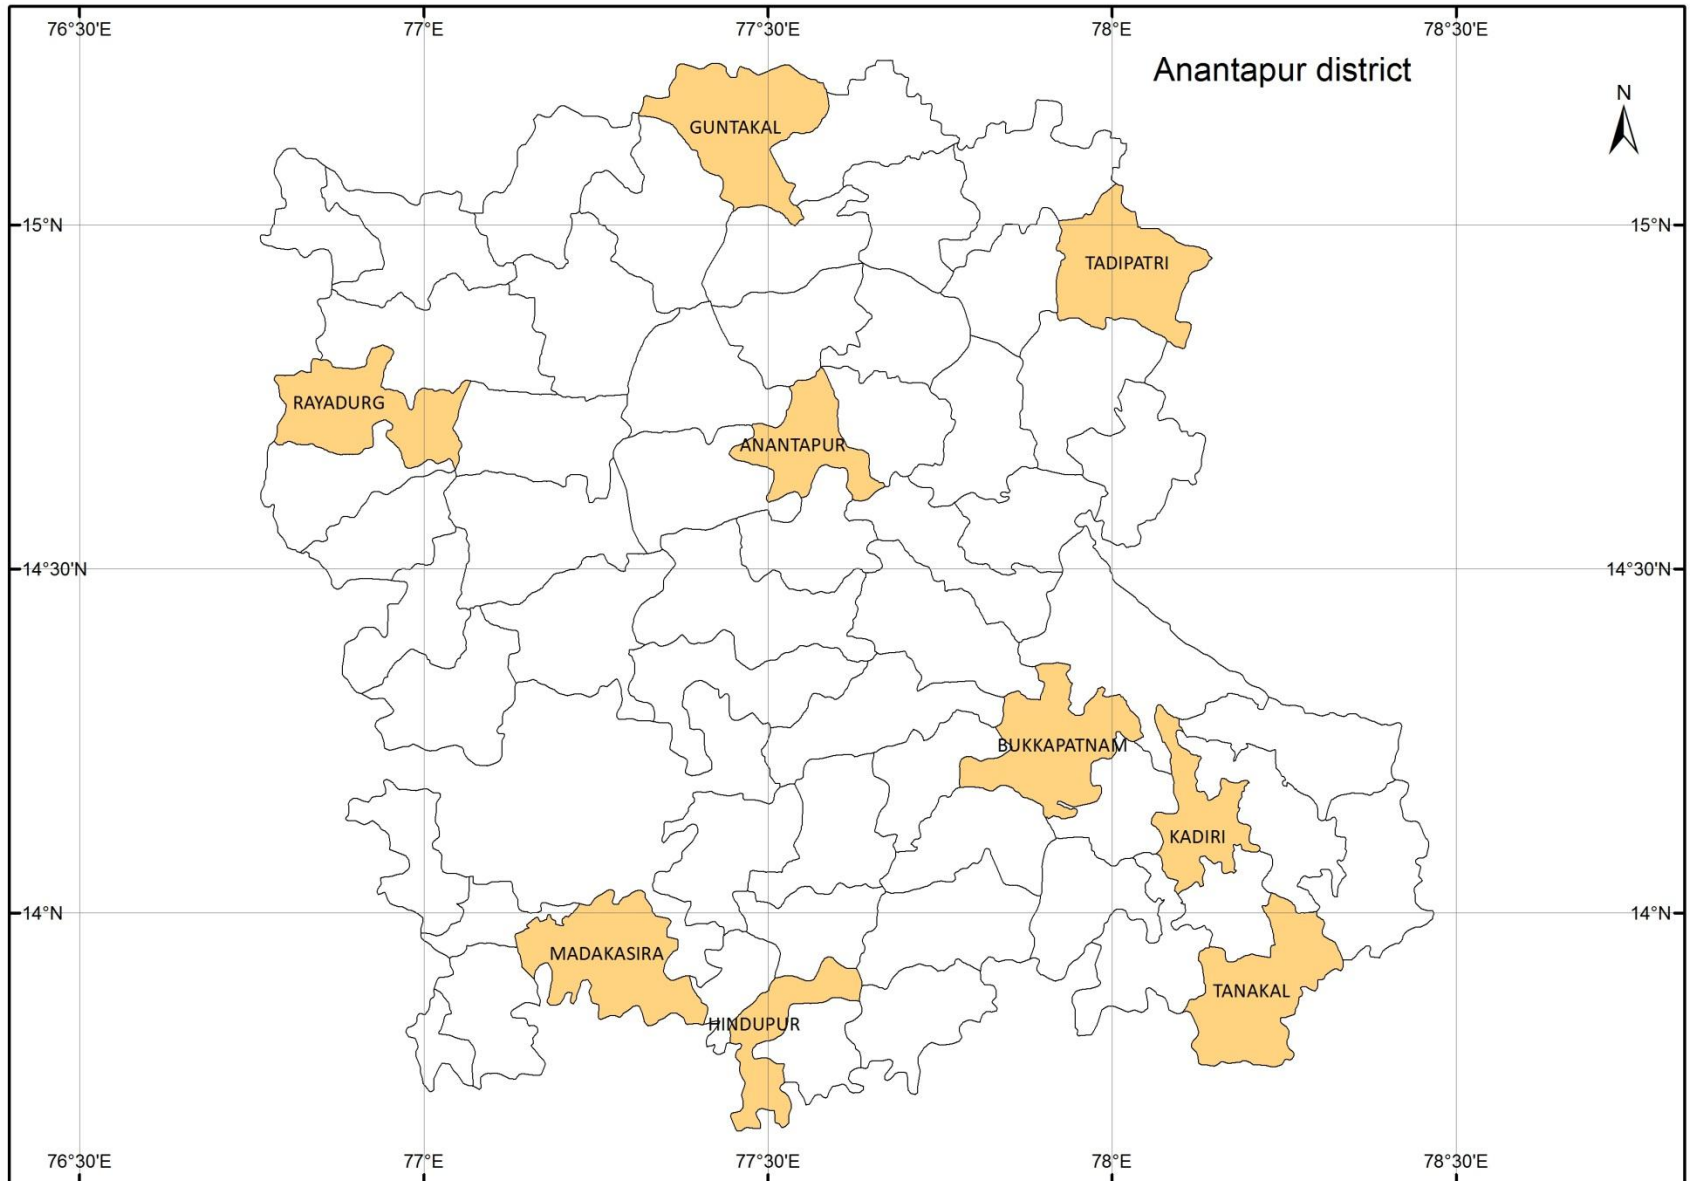 76°30'E
77°E
77°30'E
78°E
78°30'E
Anantapur district
N
GUNTAKAL
15°N
15°N
TADIPATRI
RAYADURG
ANANTAPUR
14°30'N
14°30'N
BUKKAPATNAM
KADIRI
14°N
14°N
MADAKASIRA
TANAKAL
HINDUPUR
76°30'E
77°E
77°30'E
78°E
78°30'E